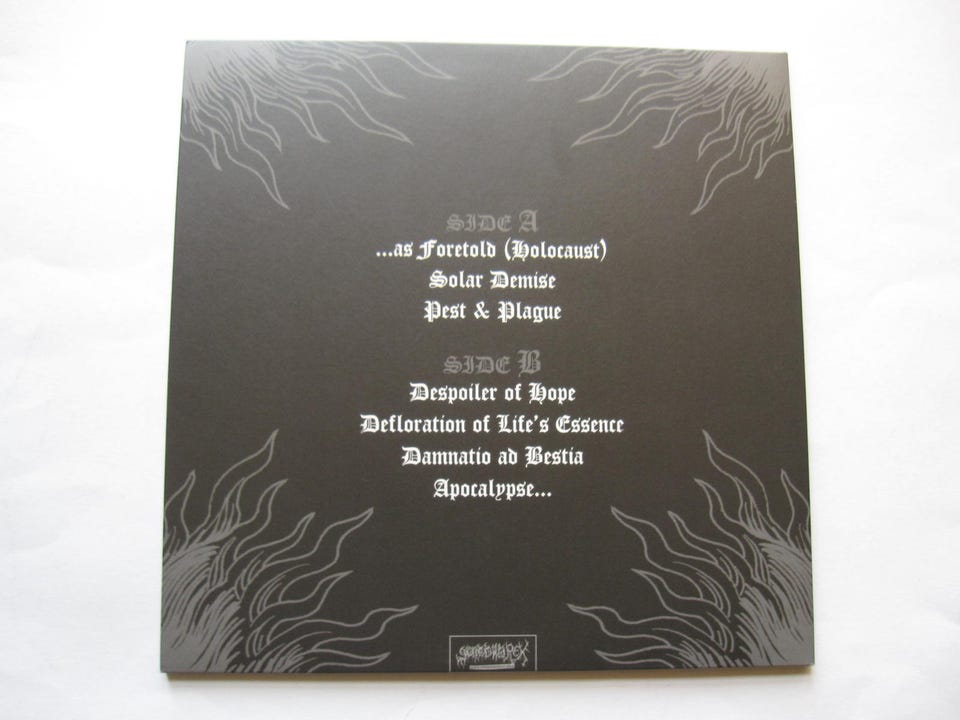 SIDE A
...as Foretold (Holocaust)
Solar Demise
Pest & Plague
SIDE B
Despoiler of Hope
Defloration of Life's Essence
Damnatio ad Bestia
Apocalypse...